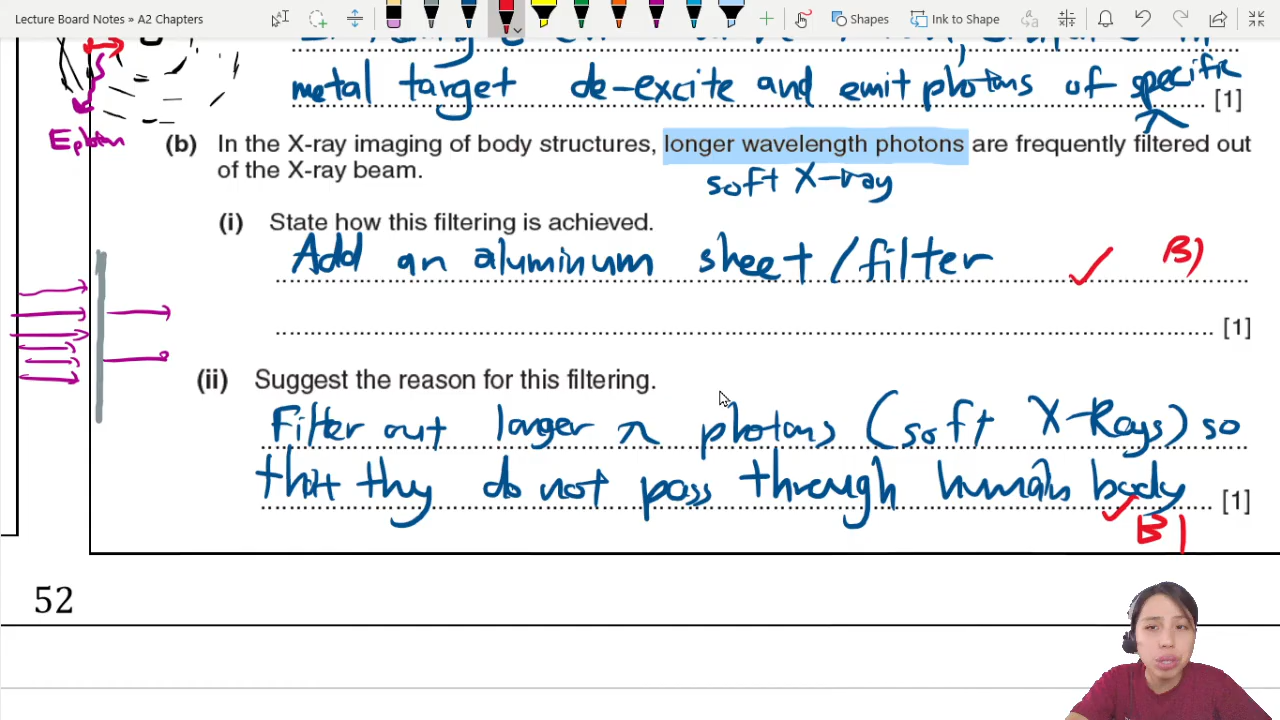 Lecture Board Notes » A2 Chapters
Shapes
Ink to Shape
metal target de-excite and emit photons of specific
λ
[1]
Ephoton
(b) In the X-ray imaging of body structures, longer wavelength photons are frequently filtered out
of the X-ray beam.
soft X-ray
(i) State how this filtering is achieved.
Add an aluminum sheet / filter
B1
[1]
(ii) Suggest the reason for this filtering.
Filter out longer λ photons (soft X-Rays) so
that thy do not pass through humans body
[1]
B1
52